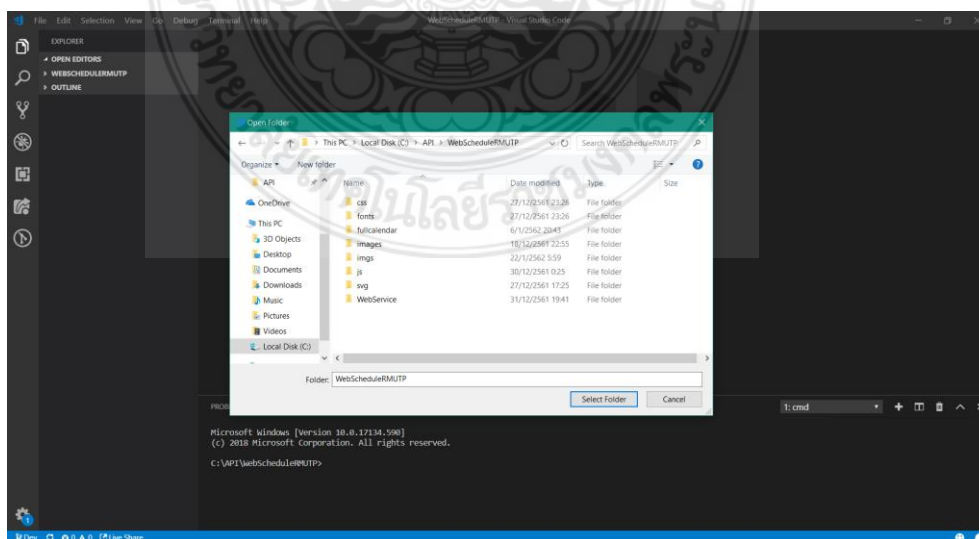 File Edit Selection View Go Debug Terminal Help
WebScheduleRMUTP - Visual Studio Code
EXPLORER
OPEN EDITORS
WEBSCHEDULERMUTP
OUTLINE
Open Folder
This PC > Local Disk (C:) > API > WebScheduleRMUTP
Search WebScheduleRMUTP
Organize New folder
Name Date modified Type Size
API
OneDrive
This PC
3D Objects
Desktop
Documents
Downloads
Music
Pictures
Videos
Local Disk (C:)
css 27/12/2561 23:26 File folder
fonts 27/12/2561 23:26 File folder
fullcalendar 6/1/2562 20:43 File folder
images 18/12/2561 22:55 File folder
imgs 22/1/2562 5:59 File folder
js 30/12/2561 0:25 File folder
svg 27/12/2561 17:25 File folder
WebService 31/12/2561 19:41 File folder
Folder: WebScheduleRMUTP
Select Folder Cancel
1: cmd
Microsoft Windows [Version 10.0.17134.590]
(c) 2018 Microsoft Corporation. All rights reserved.
C:\API\WebScheduleRMUTP>
1
Dev 0 0 Live Share